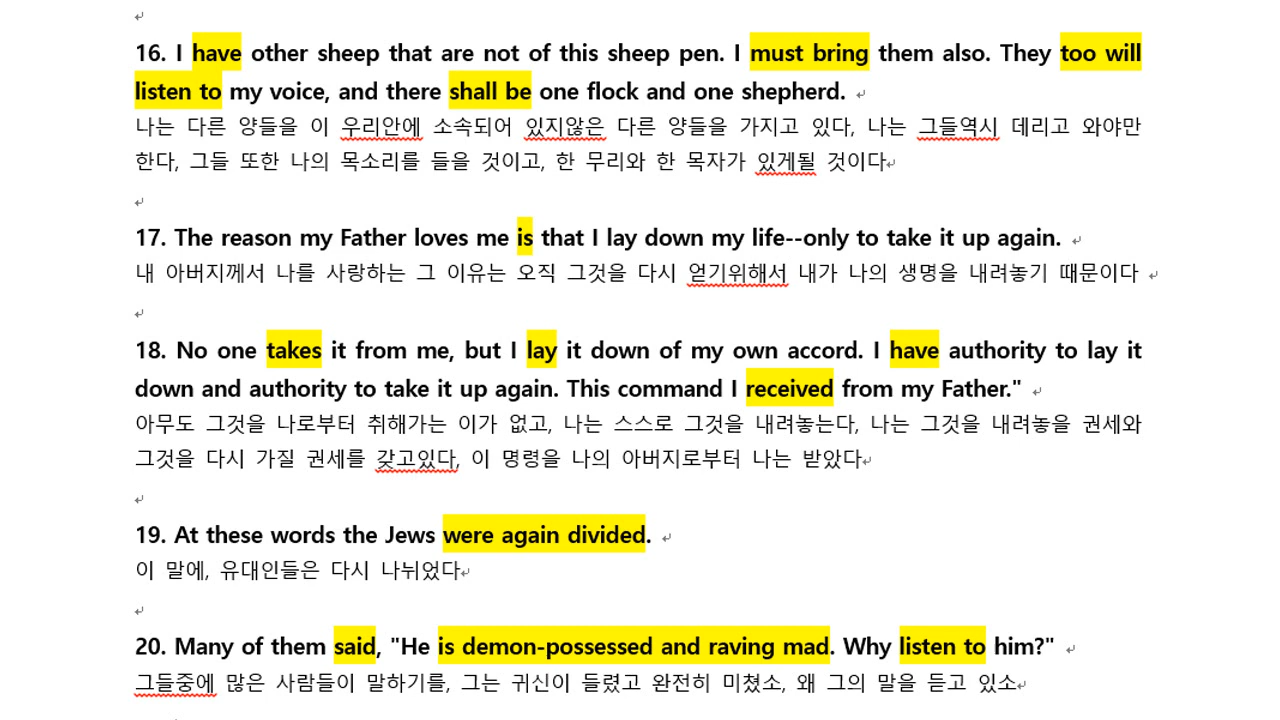 16. I have other sheep that are not of this sheep pen. I must bring them also. They too will
listen to my voice, and there shall be one flock and one shepherd.
나는 다른 양들을 이 우리안에 소속되어 있지않은 다른 양들을 가지고 있다, 나는 그들역시 데리고 와야만
한다, 그들 또한 나의 목소리를 들을 것이고, 한 무리와 한 목자가 있게될 것이다
17. The reason my Father loves me is that I lay down my life--only to take it up again.
내 아버지께서 나를 사랑하는 그 이유는 오직 그것을 다시 얻기위해서 내가 나의 생명을 내려놓기 때문이다
18. No one takes it from me, but I lay it down of my own accord. I have authority to lay it
down and authority to take it up again. This command I received from my Father."
아무도 그것을 나로부터 취해가는 이가 없고, 나는 스스로 그것을 내려놓는다, 나는 그것을 내려놓을 권세와
그것을 다시 가질 권세를 갖고있다, 이 명령을 나의 아버지로부터 나는 받았다
19. At these words the Jews were again divided.
이 말에, 유대인들은 다시 나뉘었다
20. Many of them said, "He is demon-possessed and raving mad. Why listen to him?"
그들중에 많은 사람들이 말하기를, 그는 귀신이 들렸고 완전히 미쳤소, 왜 그의 말을 듣고 있소